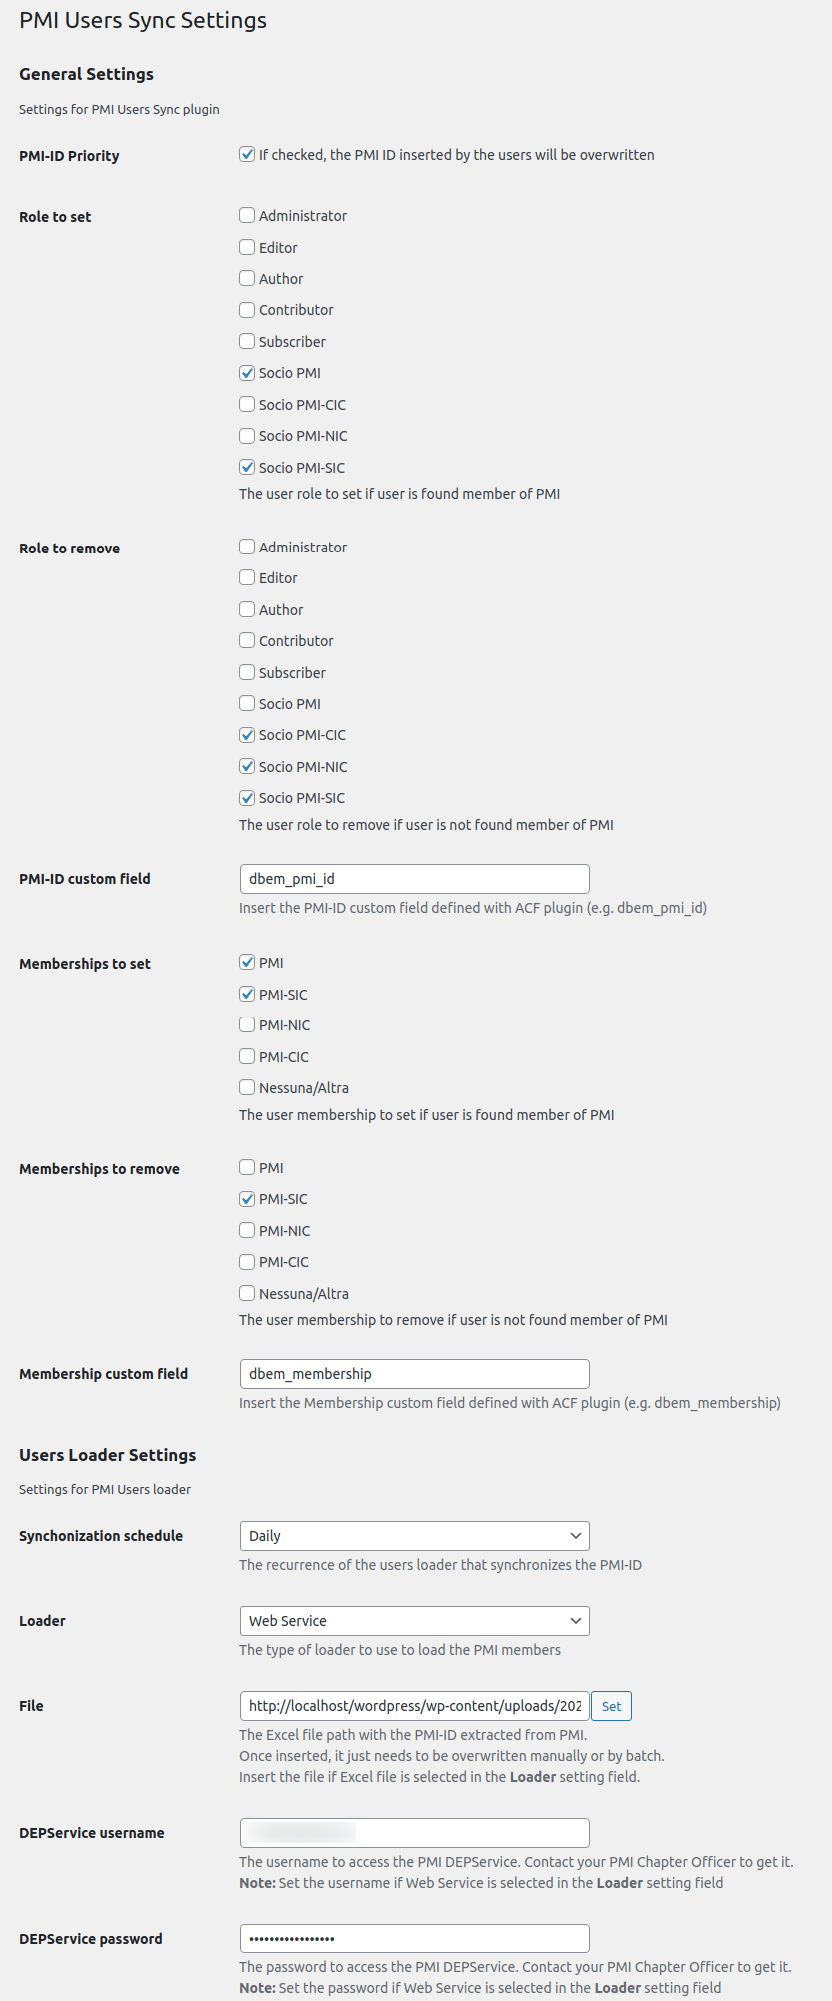 PMI Users Sync Settings
General Settings
Settings for PMI Users Sync plugin
PMI-ID Priority
If checked, the PMI ID inserted by the users will be overwritten
Role to set
Administrator
Editor
Author
Contributor
Subscriber
Socio PMI
Socio PMI-CIC
Socio PMI-NIC
Socio PMI-SIC
The user role to set if user is found member of PMI
Role to remove
Administrator
Editor
Author
Contributor
Subscriber
Socio PMI
Socio PMI-CIC
Socio PMI-NIC
Socio PMI-SIC
The user role to remove if user is not found member of PMI
PMI-ID custom field
dbem_pmi_id
Insert the PMI-ID custom field defined with ACF plugin (e.g. dbem_pmi_id)
Memberships to set
PMI
PMI-SIC
PMI-NIC
PMI-CIC
Nessuna/Altra
The user membership to set if user is found member of PMI
Memberships to remove
PMI
PMI-SIC
PMI-NIC
PMI-CIC
Nessuna/Altra
The user membership to remove if user is not found member of PMI
Membership custom field
dbem_membership
Insert the Membership custom field defined with ACF plugin (e.g. dbem_membership)
Users Loader Settings
Settings for PMI Users loader
Synchonization schedule
Daily
The recurrence of the users loader that synchronizes the PMI-ID
Loader
Web Service
The type of loader to use to load the PMI members
File
http://localhost/wordpress/wp-content/uploads/202
Set
The Excel file path with the PMI-ID extracted from PMI.
Once inserted, it just needs to be overwritten manually or by batch.
Insert the file if Excel file is selected in the Loader setting field.
DEPService username
The username to access the PMI DEPService. Contact your PMI Chapter Officer to get it.
Note: Set the username if Web Service is selected in the Loader setting field
DEPService password
•••••••••••••••••
The password to access the PMI DEPService. Contact your PMI Chapter Officer to get it.
Note: Set the password if Web Service is selected in the Loader setting field